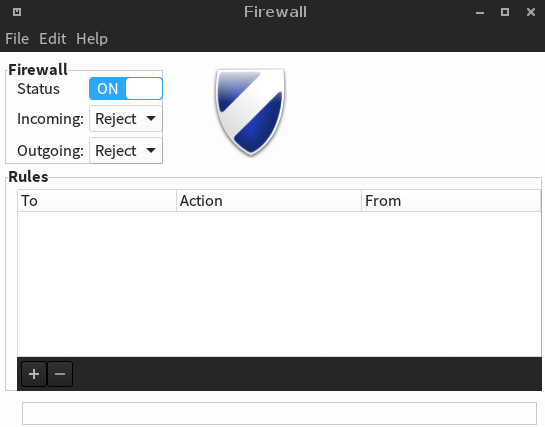 Firewall
File Edit Help
Firewall
Status ON
Incoming: Reject
Outgoing: Reject
Rules
To Action From
+ −